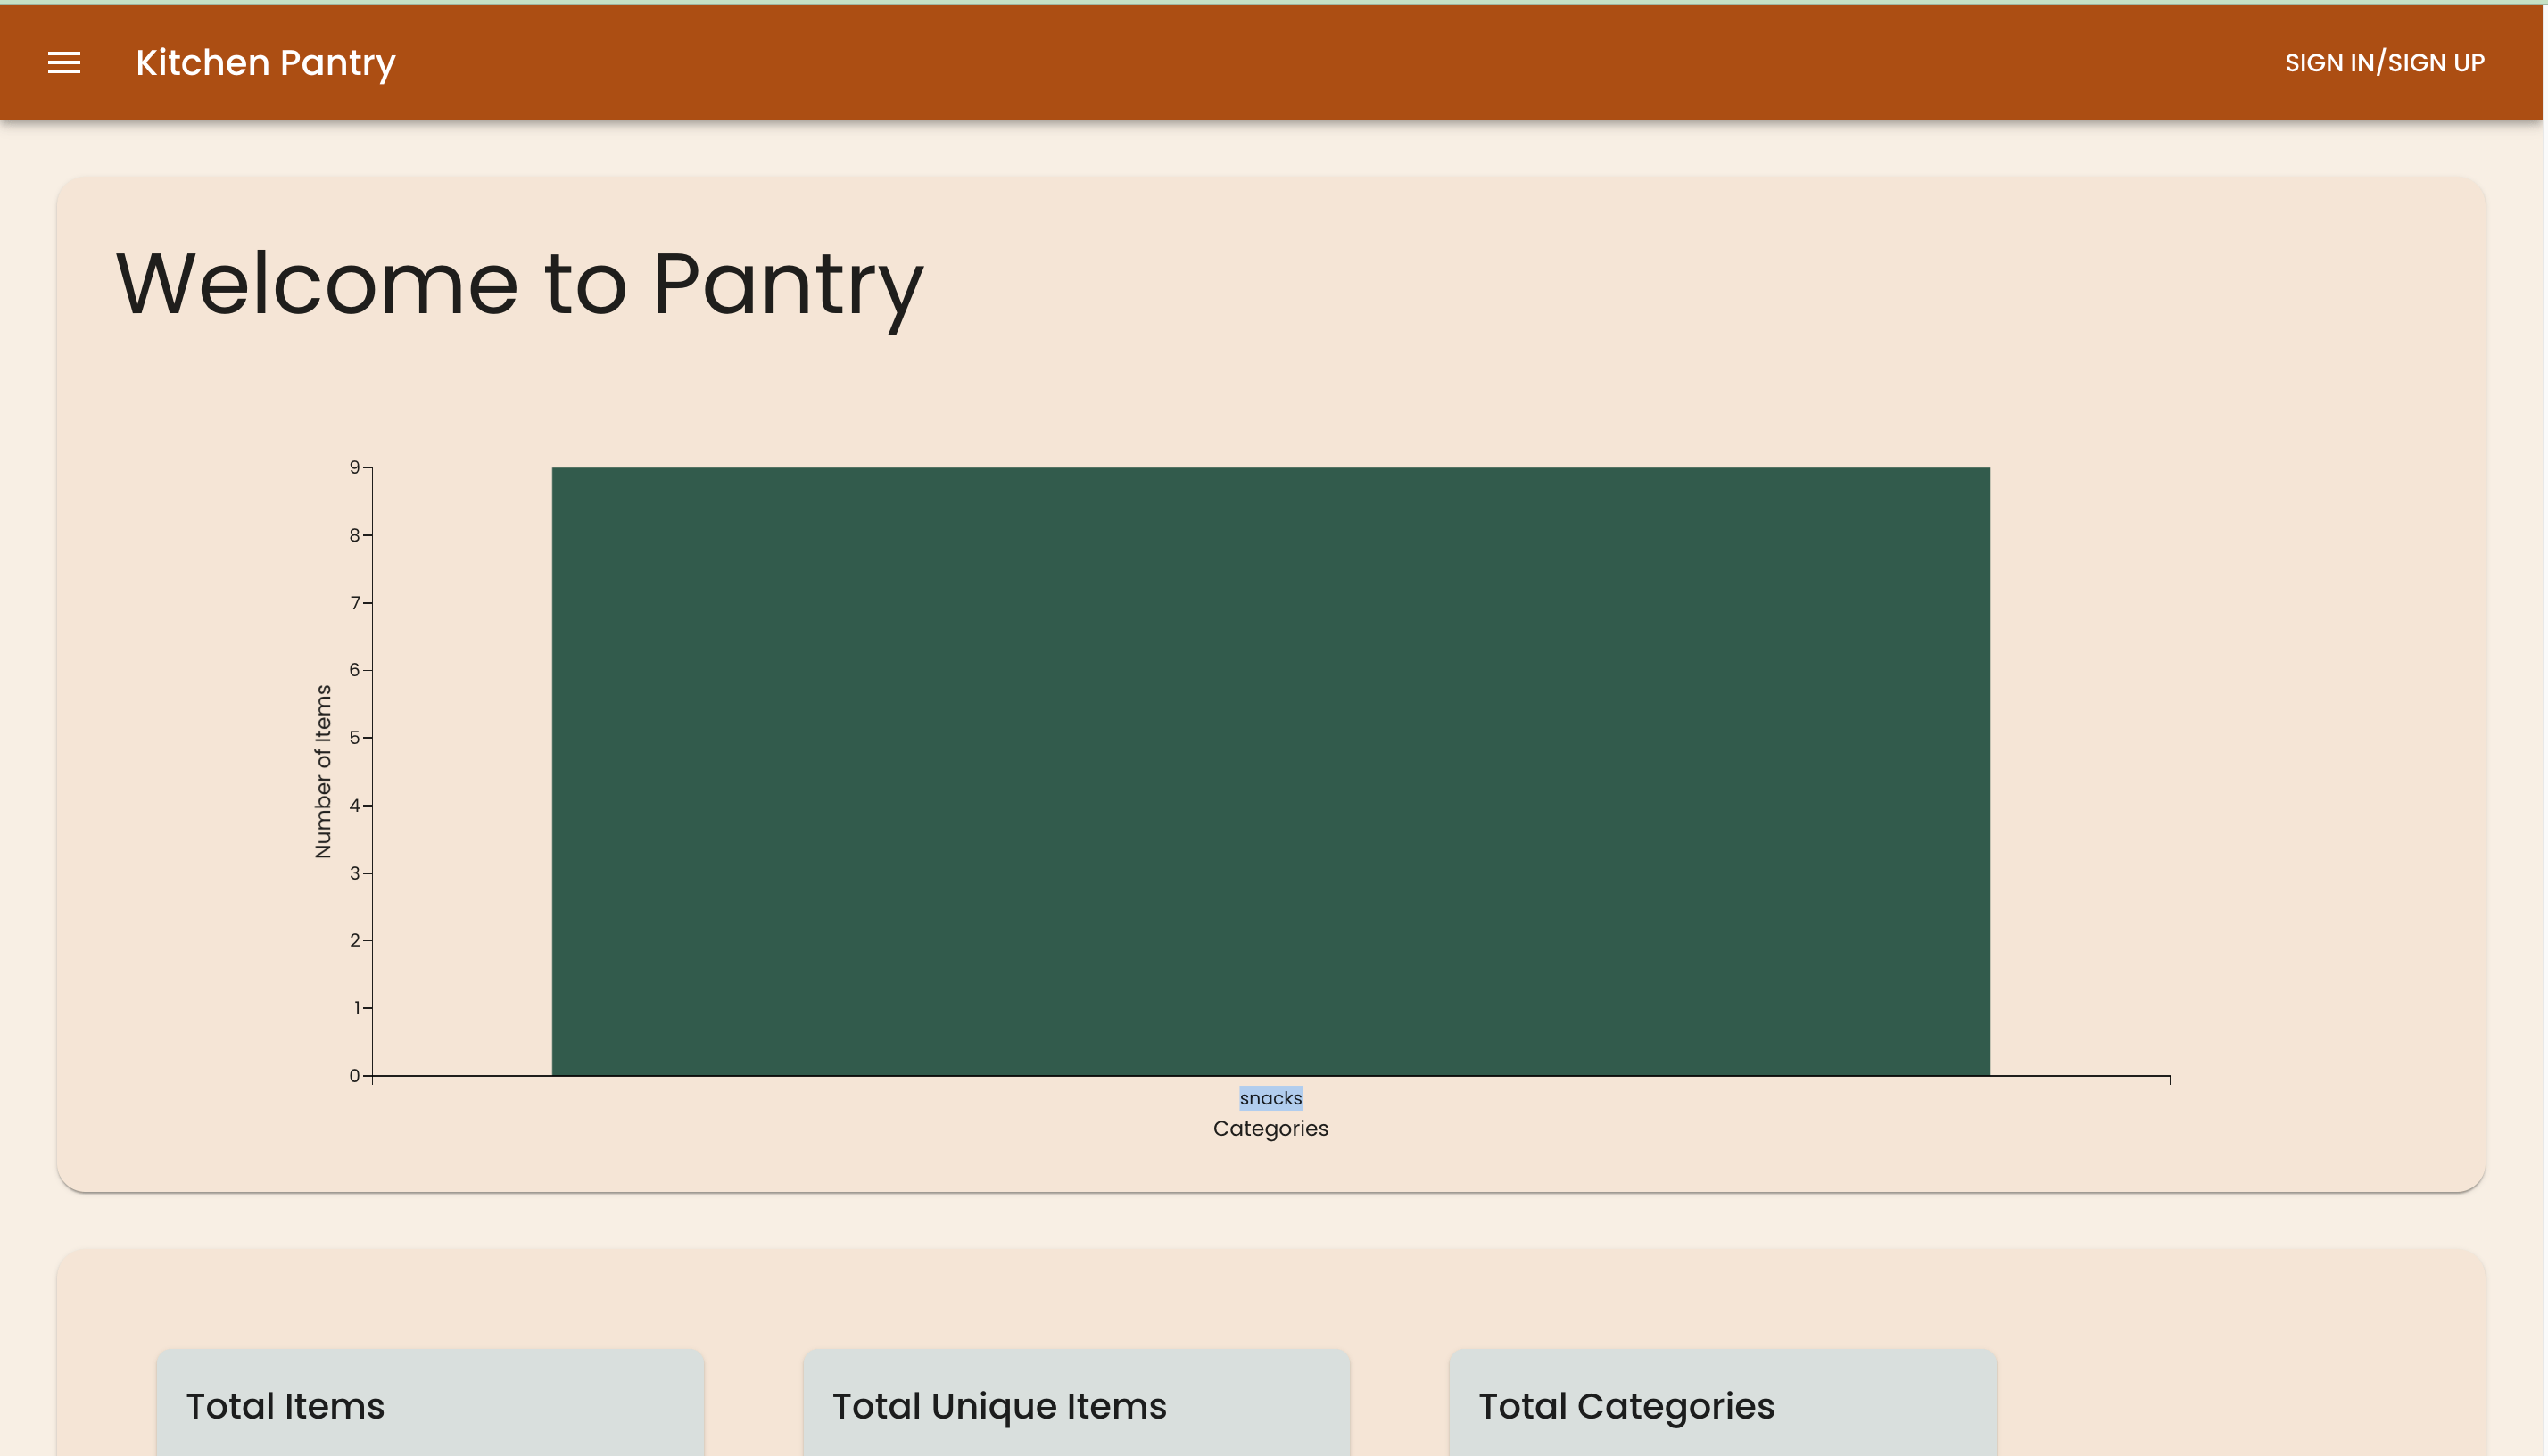 Kitchen Pantry
SIGN IN/SIGN UP
Welcome to Pantry
9
8
7
6
5
4
3
2
1
0
Number of Items
snacks
Categories
Total Items
Total Unique Items
Total Categories